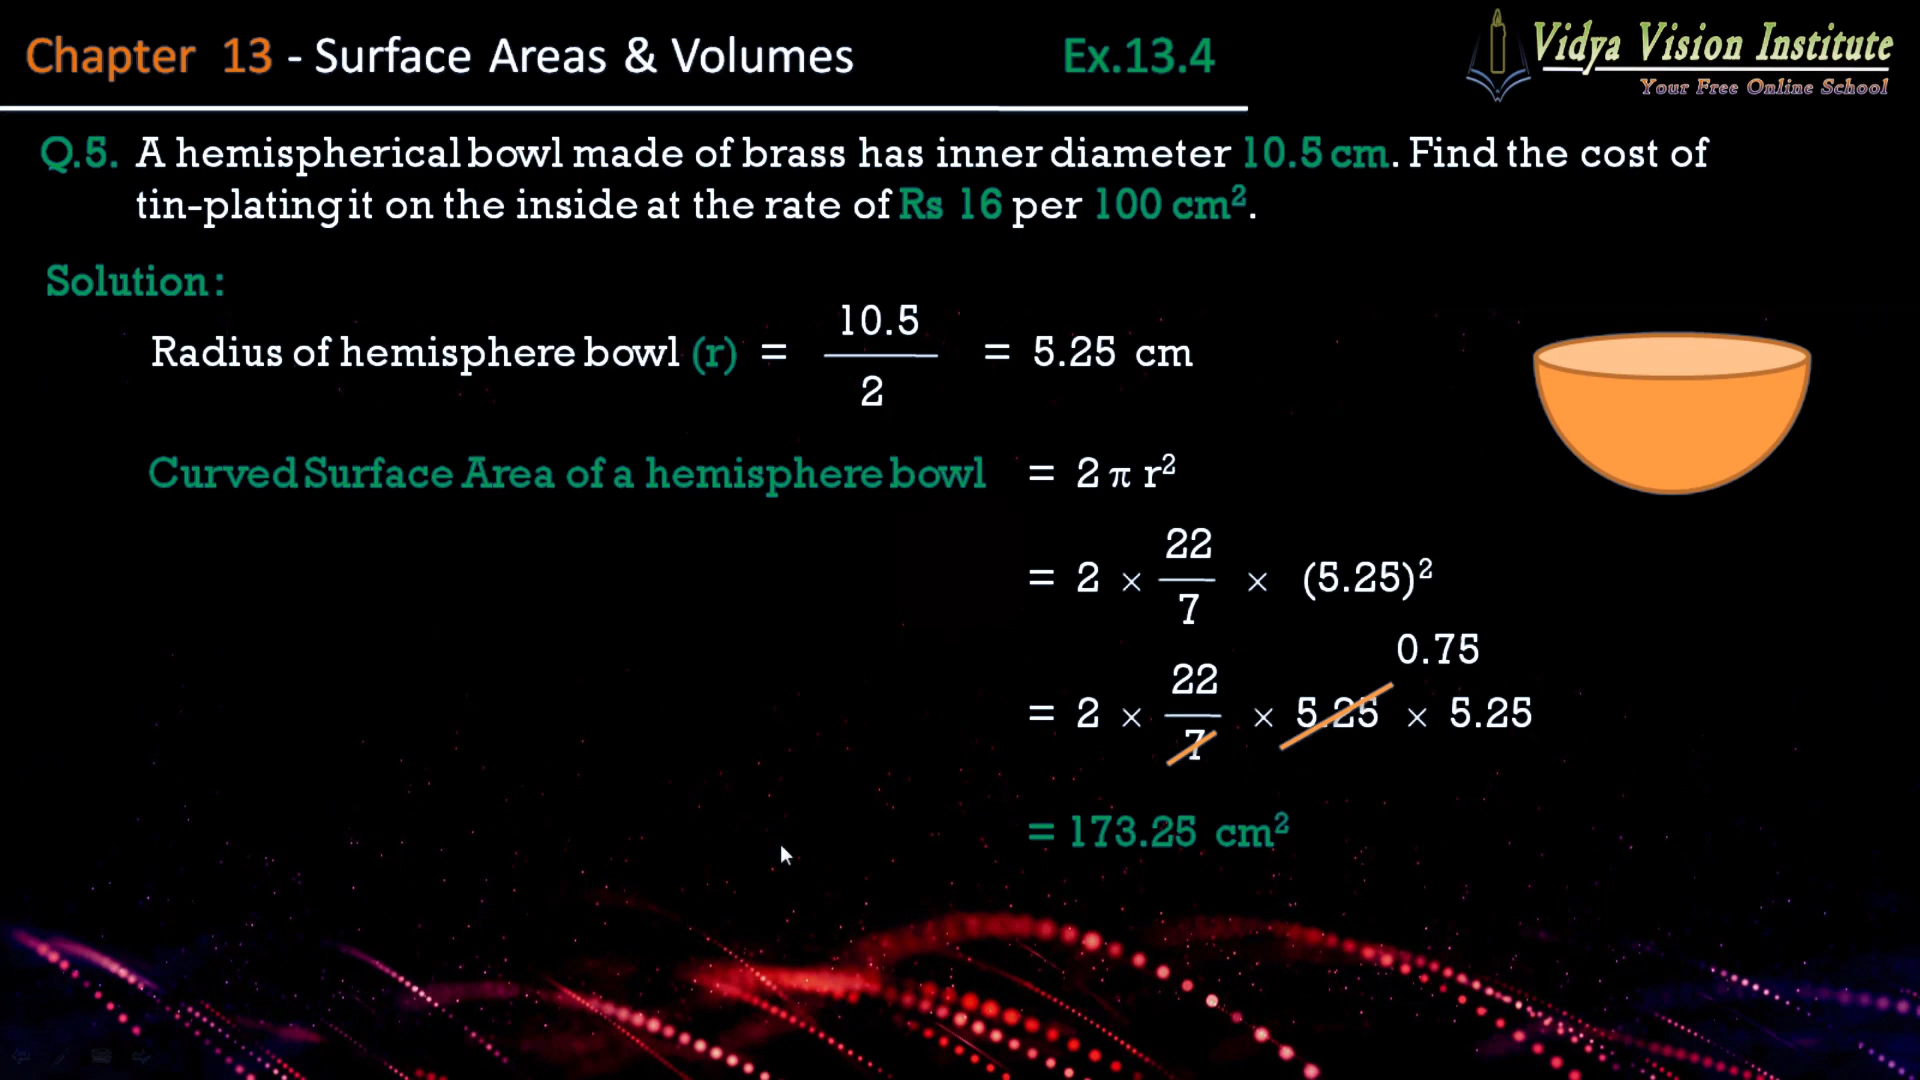 Chapter 13 - Surface Areas & Volumes Ex.13.4
Vidya Vision Institute
Your Free Online School
Q.5. A hemispherical bowl made of brass has inner diameter 10.5 cm. Find the cost of
tin-plating it on the inside at the rate of Rs 16 per 100 cm².
Solution:
Radius of hemisphere bowl (r) = 10.5/2 = 5.25 cm
Curved Surface Area of a hemisphere bowl = 2 π r²
= 2 × 22/7 × (5.25)²
0.75
= 2 × 22/7 × 5.25 × 5.25
= 173.25 cm²